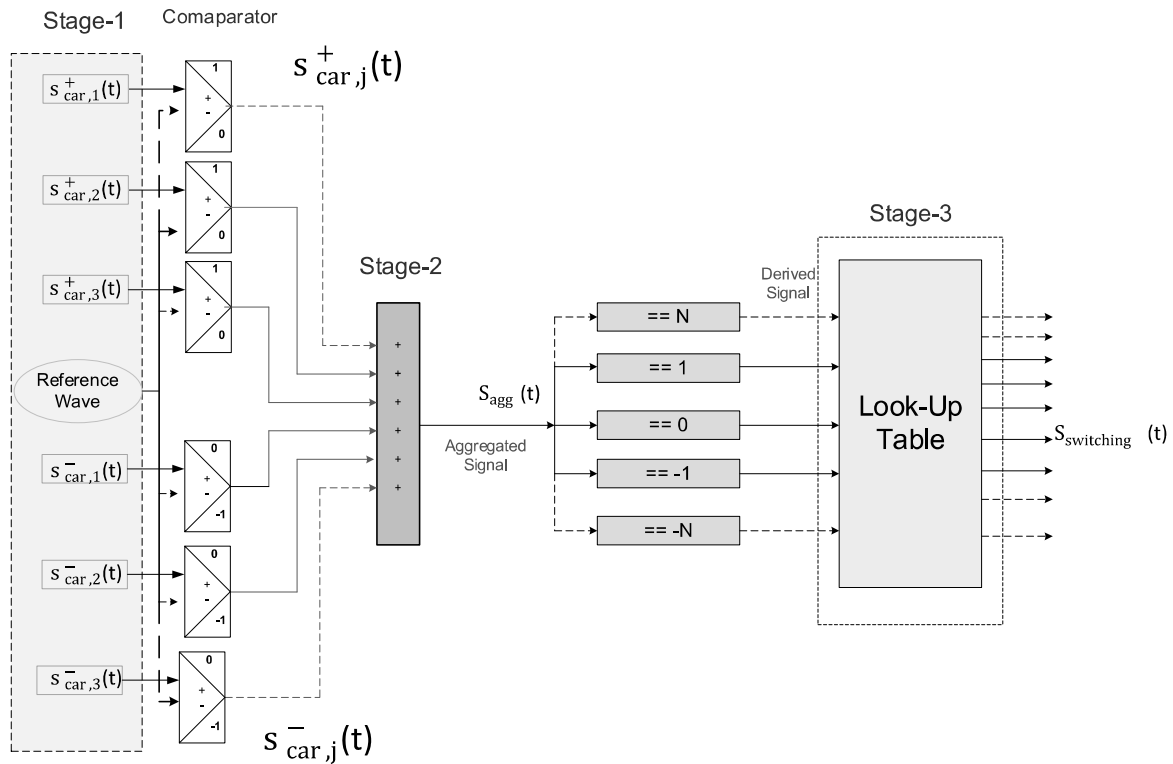 Stage-1
Comaparator
s+car,j(t)
s+car,1(t)
1
+
-
0
s+car,2(t)
1
+
-
0
s+car,3(t)
1
+
-
0
Reference
Wave
s−car,1(t)
0
+
-
-1
s−car,2(t)
0
+
-
-1
s−car,3(t)
0
+
-
-1
s−car,j(t)
Stage-2
+
+
+
+
+
+
Sagg (t)
Aggregated
Signal
== N
== 1
== 0
== -1
== -N
Derived
Signal
Stage-3
Look-Up
Table
Sswitching (t)